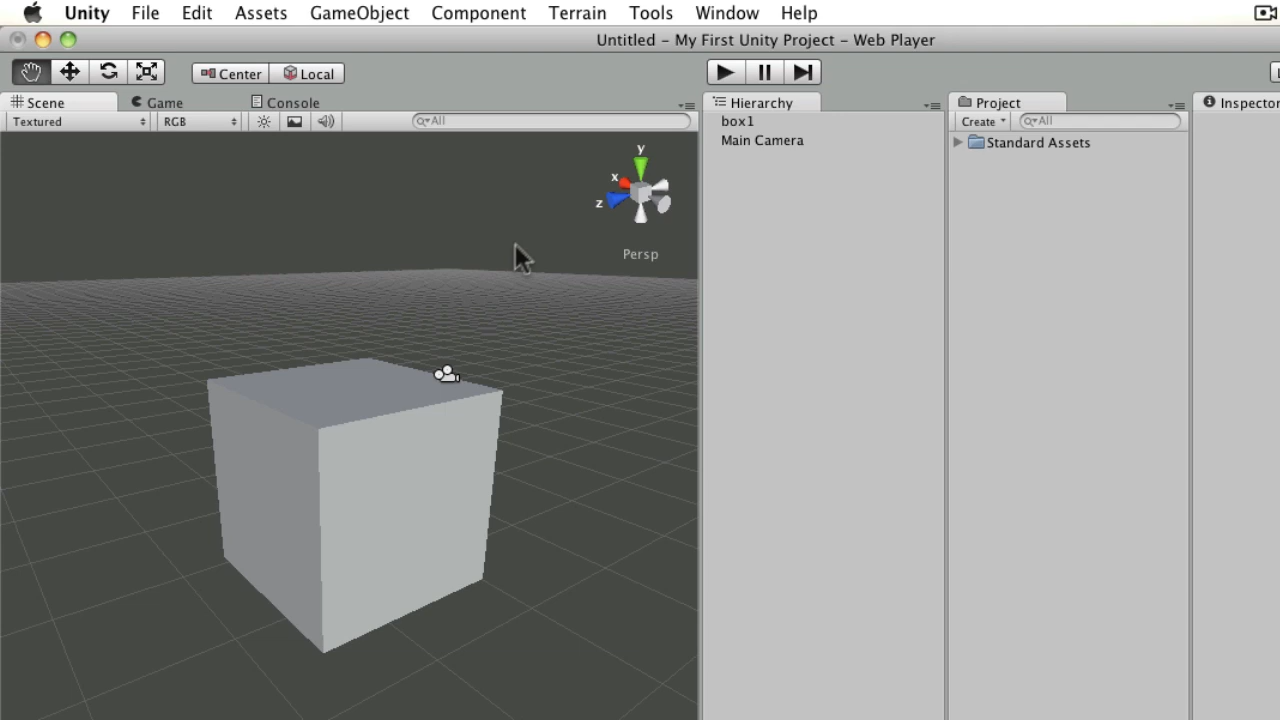 Unity File Edit Assets GameObject Component Terrain Tools Window Help
Untitled – My First Unity Project – Web Player
Center Local
Scene Game Console Hierarchy Project Inspector
Textured RGB All Create All
box1
Main Camera
Standard Assets
y
x
z
Persp